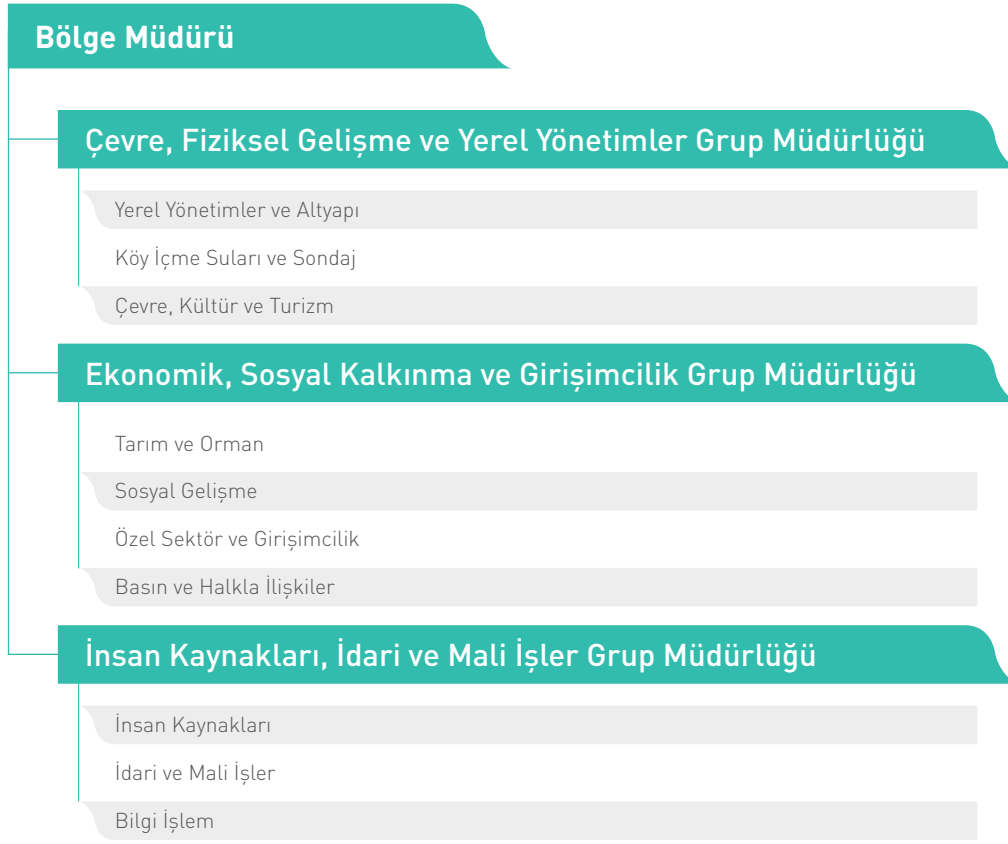 Bölge Müdürü
Çevre, Fiziksel Gelişme ve Yerel Yönetimler Grup Müdürlüğü
Yerel Yönetimler ve Altyapı
Köy İçme Suları ve Sondaj
Çevre, Kültür ve Turizm
Ekonomik, Sosyal Kalkınma ve Girişimcilik Grup Müdürlüğü
Tarım ve Orman
Sosyal Gelişme
Özel Sektör ve Girişimcilik
Basın ve Halkla İlişkiler
İnsan Kaynakları, İdari ve Mali İşler Grup Müdürlüğü
İnsan Kaynakları
İdari ve Mali İşler
Bilgi İşlem